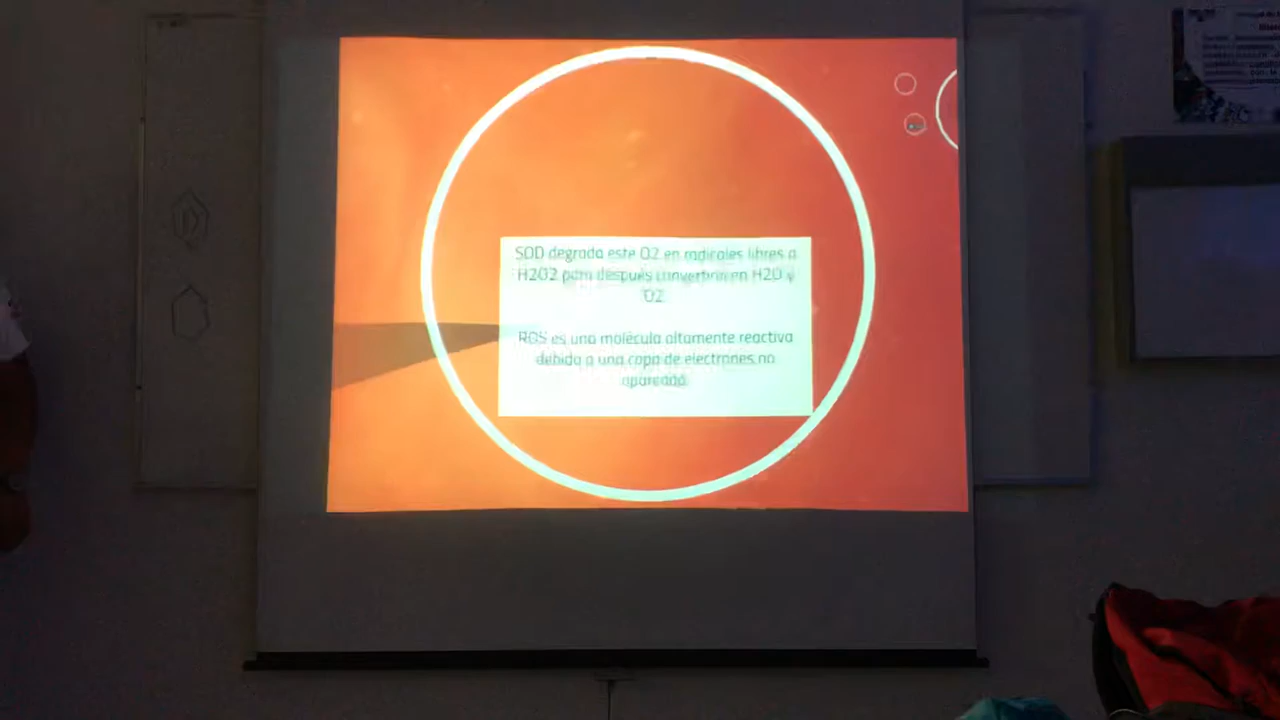 SOD degrada este O2 en radicales libres a
H2O2 para después convertirlo en H2O y
O2
ROS es una molécula altamente reactiva
debido a una capa de electrones no
apareada.